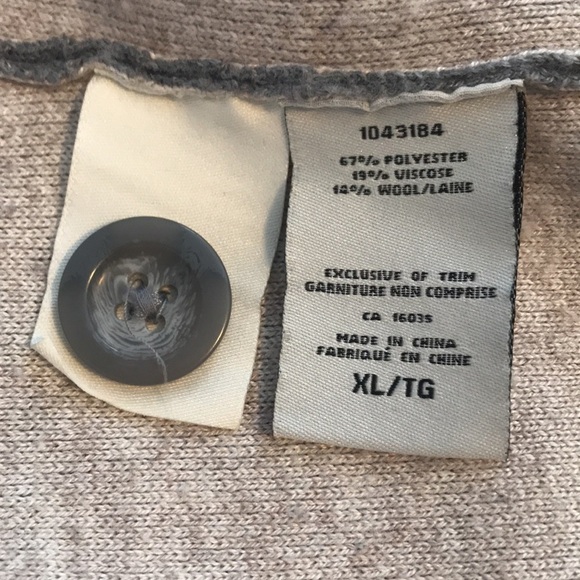 1043184
67% POLYESTER
19% VISCOSE
14% WOOL/LAINE
EXCLUSIVE OF TRIM
GARNITURE NON COMPRISE
CA 16035
MADE IN CHINA
FABRIQUÉ EN CHINE
XL/TG